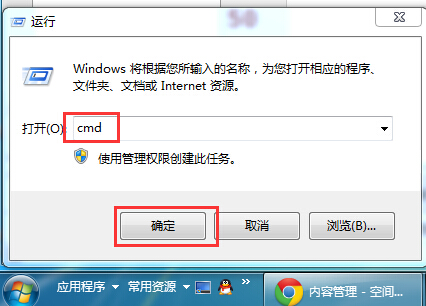 50
运行
Windows 将根据您所输入的名称，为您打开相应的程序、
文件夹、文档或 Internet 资源。
打开(O): cmd
使用管理权限创建此任务。
确定 取消 浏览(B)...
应用程序 常用资源 » 内容管理 - 空间...